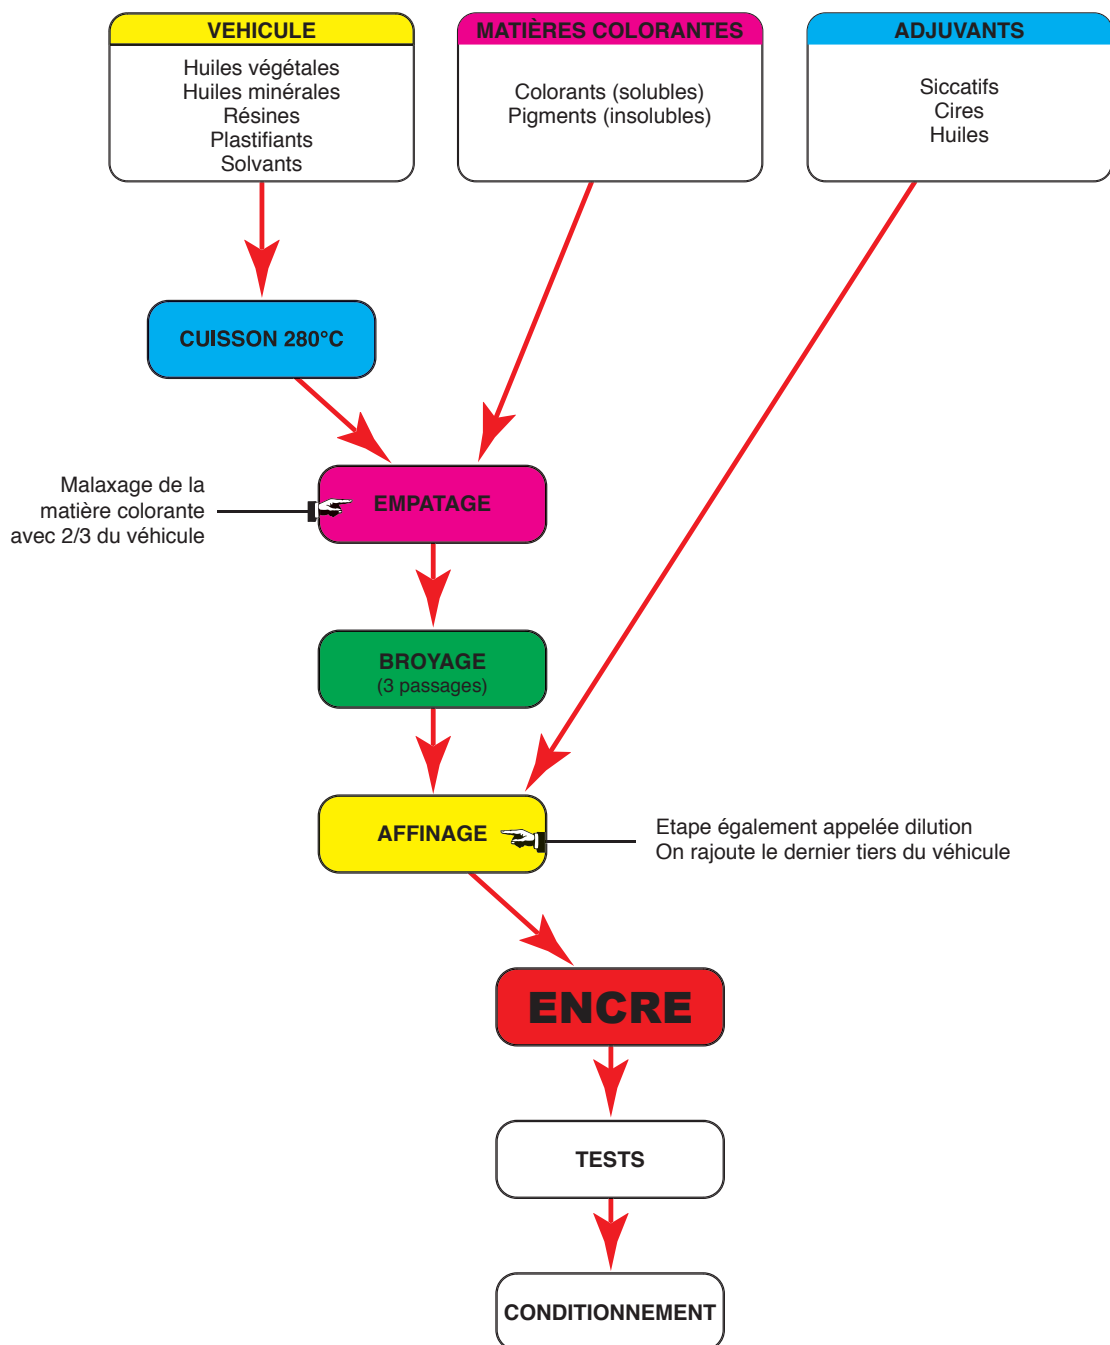 VEHICULE
Huiles végétales
Huiles minérales
Résines
Plastifiants
Solvants
MATIÈRES COLORANTES
Colorants (solubles)
Pigments (insolubles)
ADJUVANTS
Siccatifs
Cires
Huiles
CUISSON 280°C
Malaxage de la
matière colorante
avec 2/3 du véhicule
EMPATAGE
BROYAGE
(3 passages)
AFFINAGE
Etape également appelée dilution
On rajoute le dernier tiers du véhicule
ENCRE
TESTS
CONDITIONNEMENT